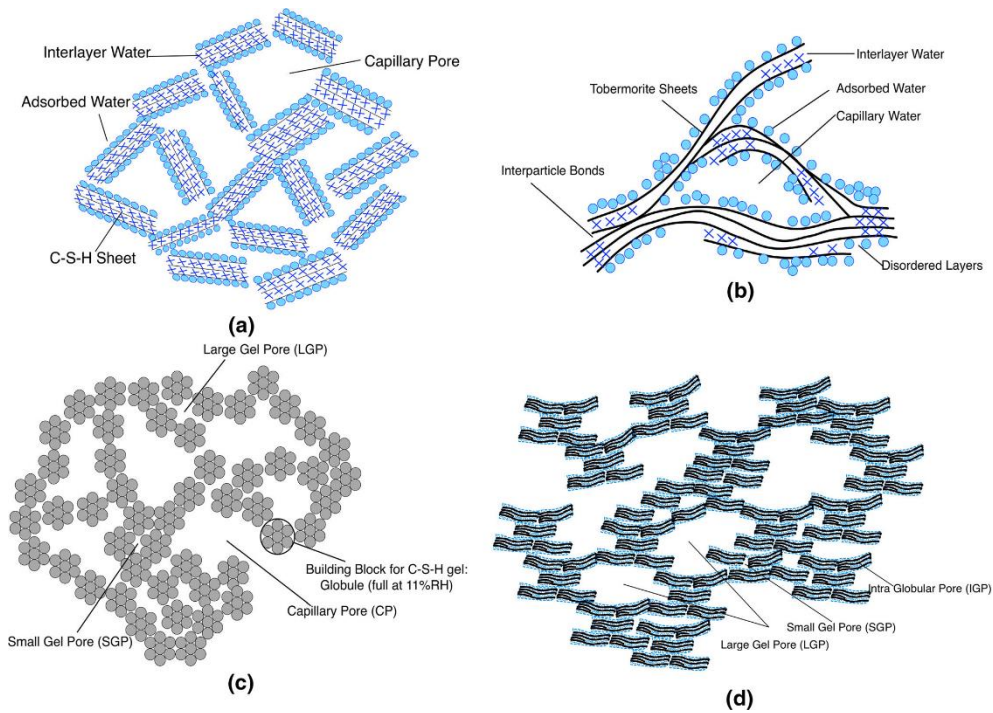 Interlayer Water
Capillary Pore
Adsorbed Water
C-S-H Sheet
(a)
Interlayer Water
Tobermorite Sheets
Adsorbed Water
Capillary Water
Interparticle Bonds
Disordered Layers
(b)
Large Gel Pore (LGP)
Building Block for C-S-H gel:
Globule (full at 11%RH)
Capillary Pore (CP)
Small Gel Pore (SGP)
(c)
Intra Globular Pore (IGP)
Small Gel Pore (SGP)
Large Gel Pore (LGP)
(d)